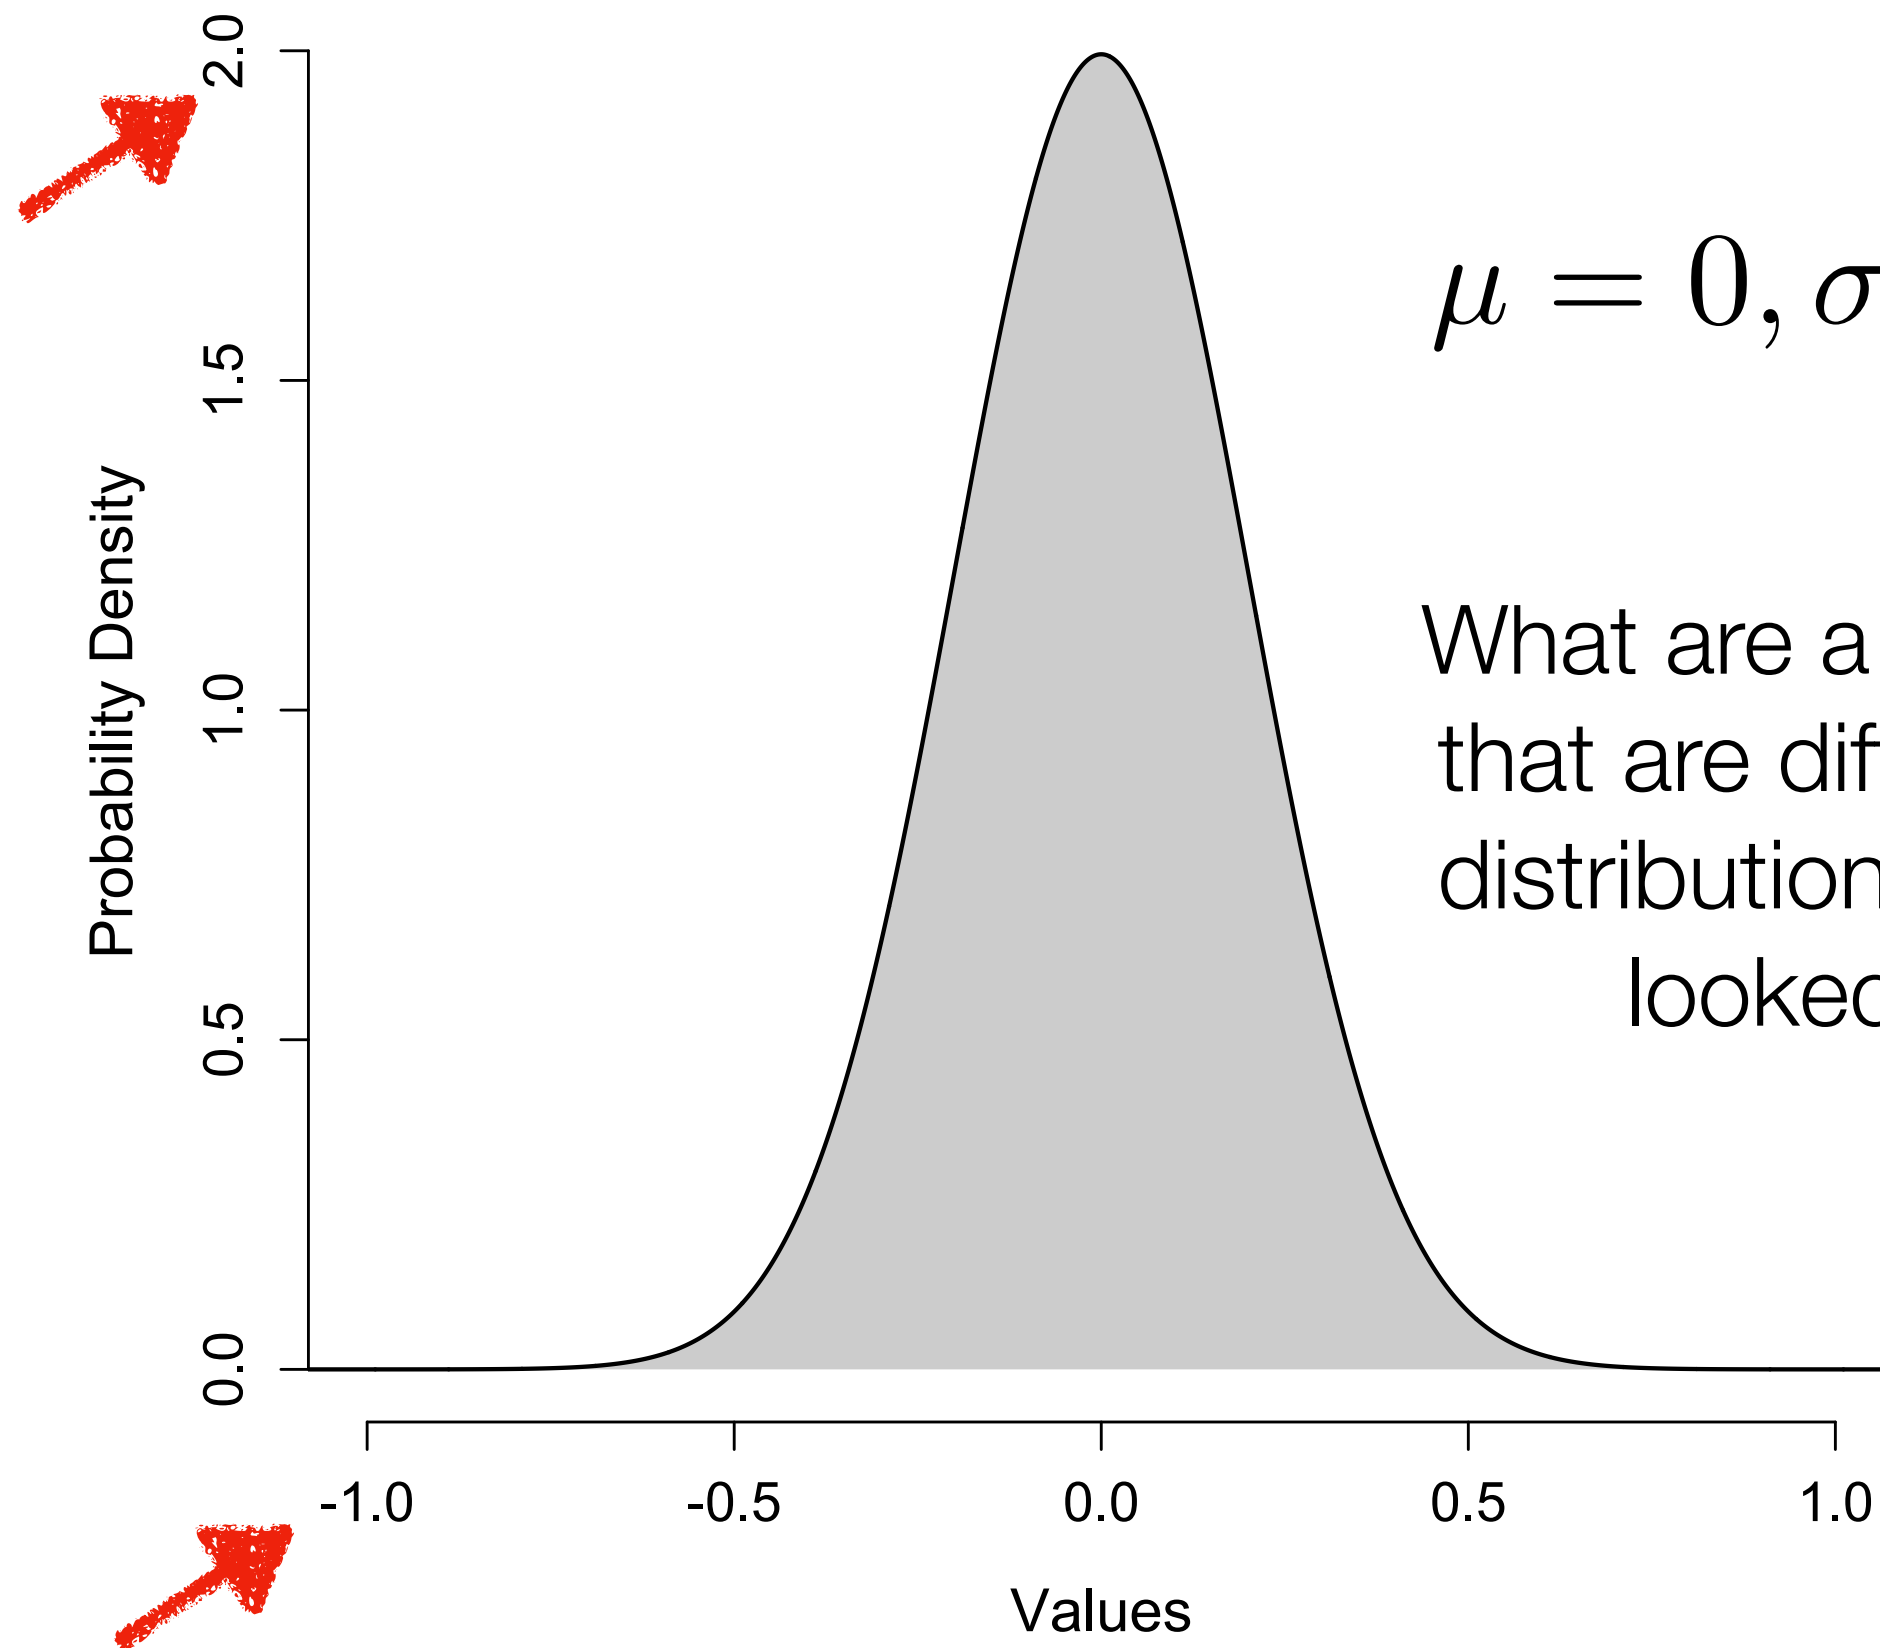 2.0
1.5
1.0
0.5
0.0
Probability Density
μ = 0, σ
What are a
that are dif
distribution
looked
-1.0 -0.5 0.0 0.5 1.0
Values